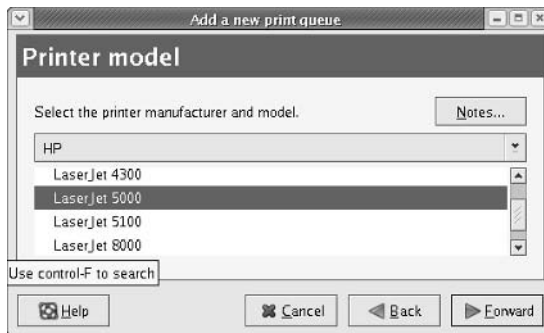 Add a new print queue
Printer model
Select the printer manufacturer and model.
Notes...
HP
LaserJet 4300
LaserJet 5000
LaserJet 5100
LaserJet 8000
Use control-F to search
Help
Cancel
Back
Forward